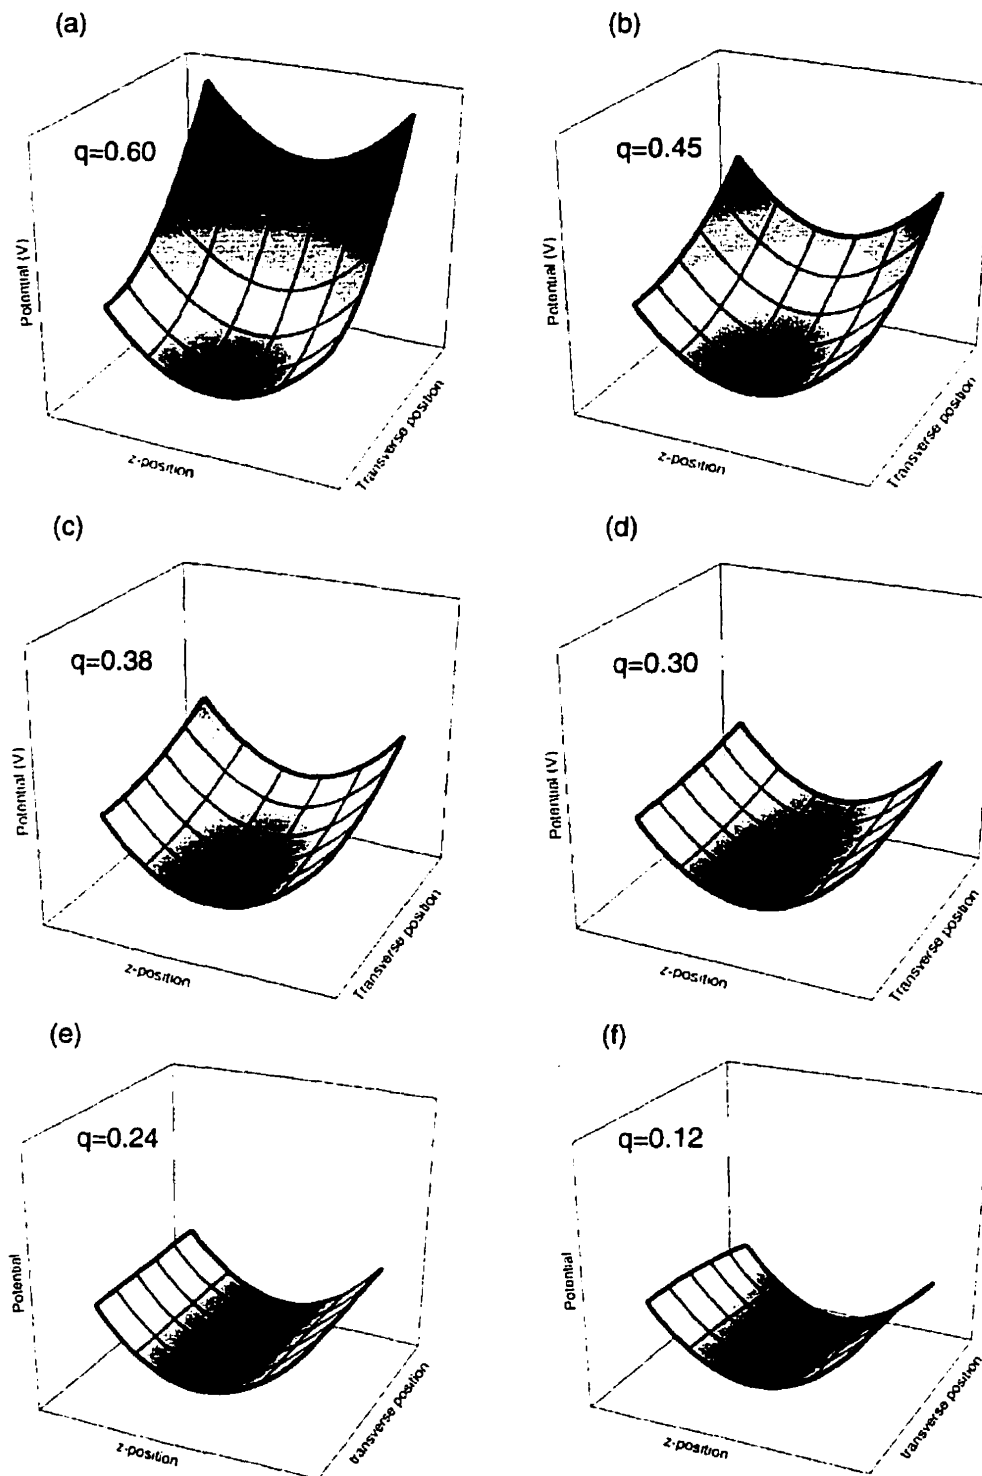 (a)
(b)
q=0.60
q=0.45
Potential (V)
Potential (V)
z-position
Transverse position
z-position
Transverse position
(c)
(d)
q=0.38
q=0.30
Potential (V)
Potential (V)
z-position
Transverse position
z-position
Transverse position
(e)
(f)
q=0.24
q=0.12
Potential
Potential
z-position
transverse position
z-position
transverse position